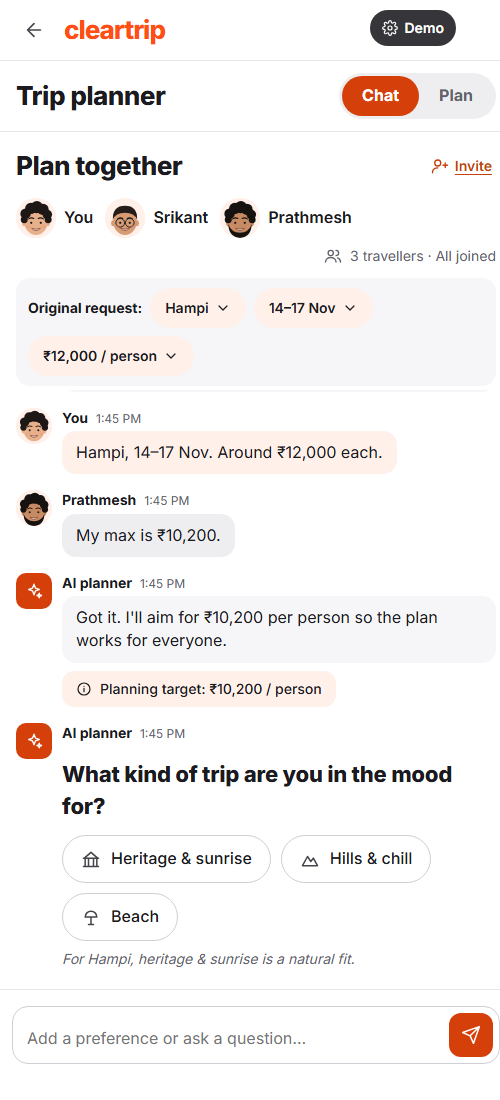 cleartrip
Demo
Trip planner
Chat
Plan
Plan together
Invite
You
Srikant
Prathmesh
3 travellers · All joined
Original request:
Hampi
14–17 Nov
₹12,000 / person
You 1:45 PM
Hampi, 14–17 Nov. Around ₹12,000 each.
Prathmesh 1:45 PM
My max is ₹10,200.
AI planner 1:45 PM
Got it. I'll aim for ₹10,200 per person so the plan
works for everyone.
Planning target: ₹10,200 / person
AI planner 1:45 PM
What kind of trip are you in the mood
for?
Heritage & sunrise
Hills & chill
Beach
For Hampi, heritage & sunrise is a natural fit.
Add a preference or ask a question...